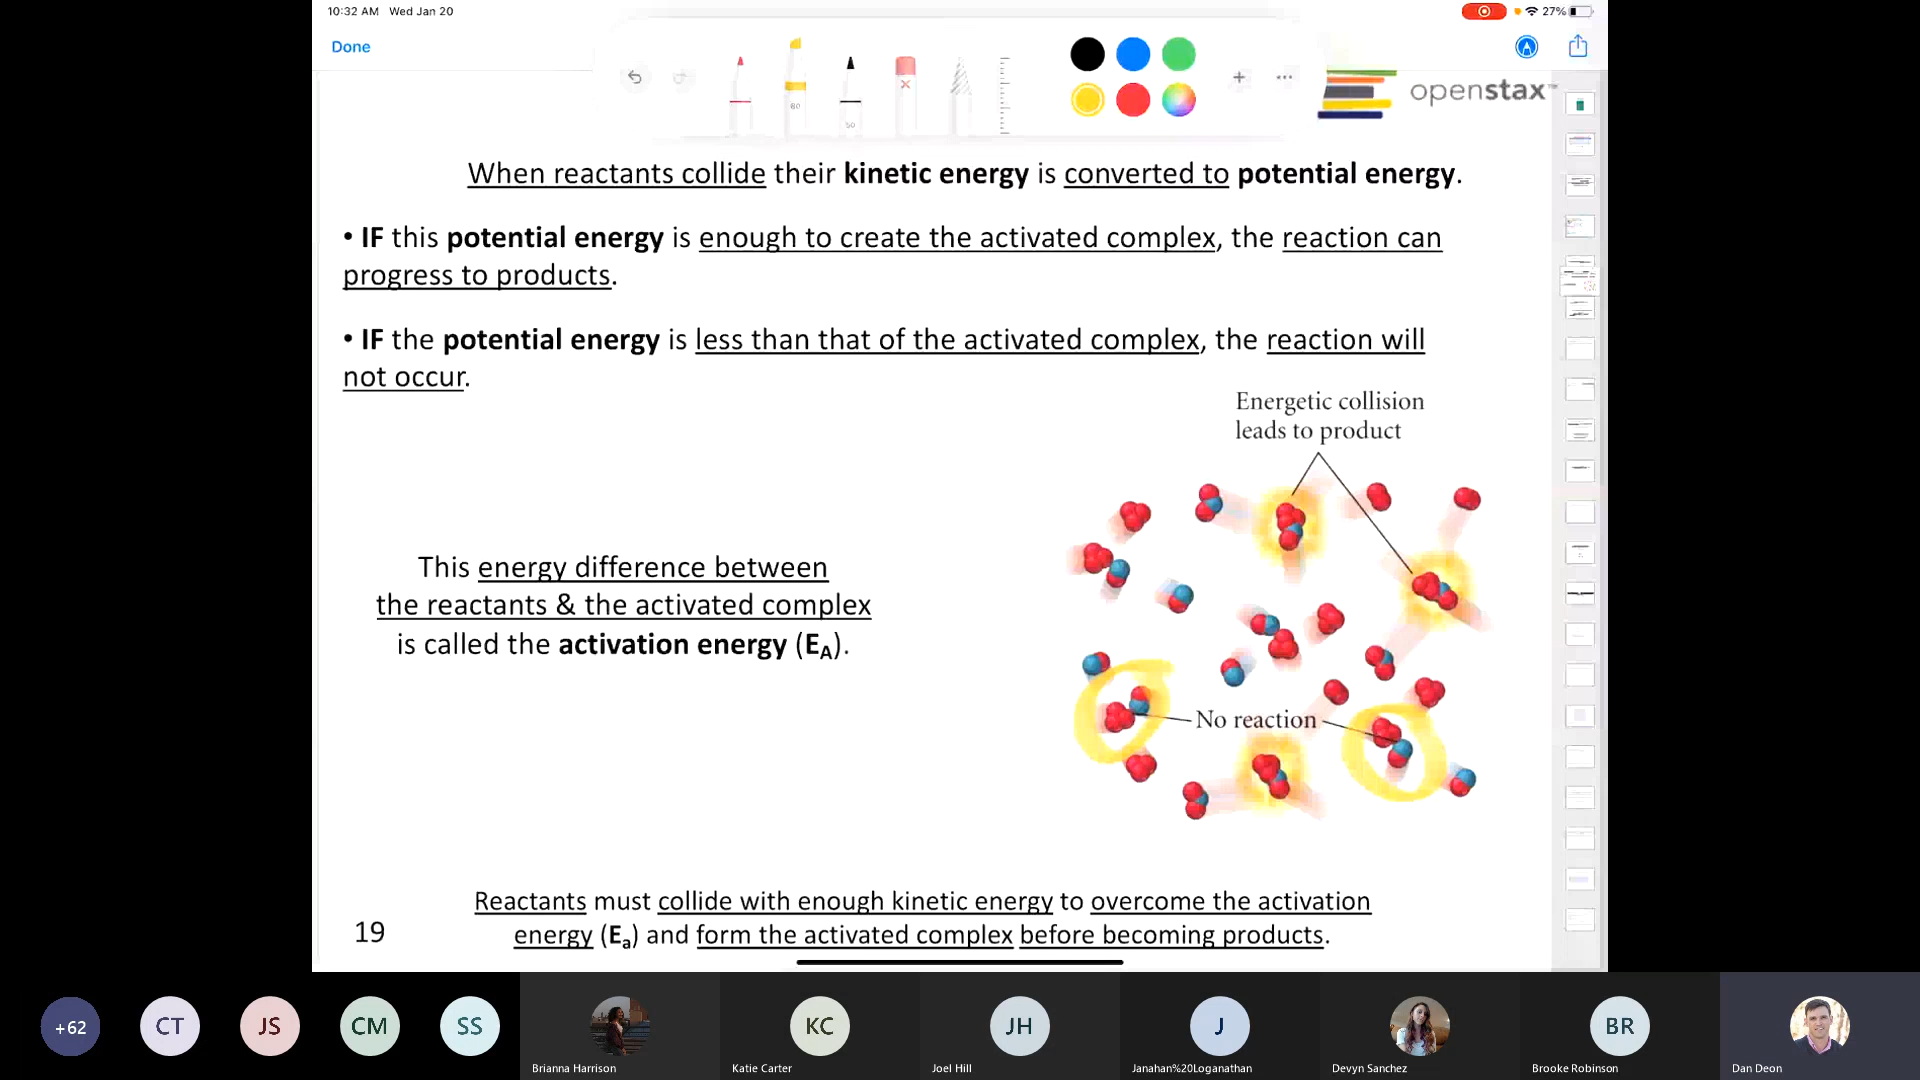 10:32 AM Wed Jan 20
27%
Done
80
50
openstax™
When reactants collide their kinetic energy is converted to potential energy.
• IF this potential energy is enough to create the activated complex, the reaction can
progress to products.
• IF the potential energy is less than that of the activated complex, the reaction will
not occur.
Energetic collision
leads to product
This energy difference between
the reactants & the activated complex
is called the activation energy (EA).
No reaction
Reactants must collide with enough kinetic energy to overcome the activation
energy (Ea) and form the activated complex before becoming products.
19
+62
CT
JS
CM
SS
KC
JH
J
BR
Brianna Harrison
Katie Carter
Joel Hill
Janahan%20Loganathan
Devyn Sanchez
Brooke Robinson
Dan Deon